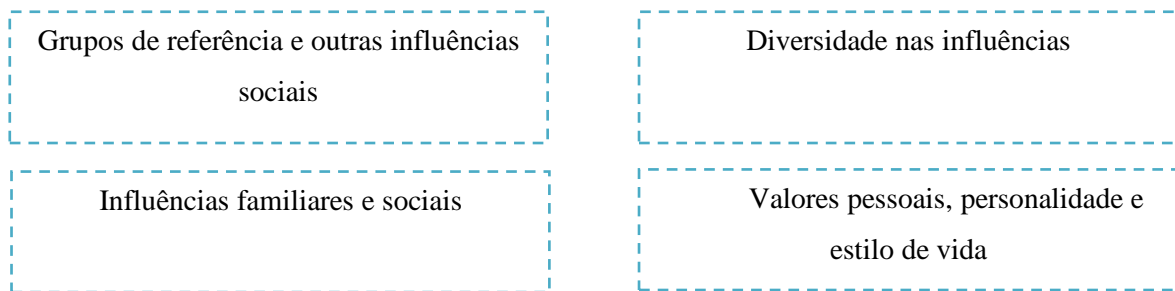 Grupos de referência e outras influências
sociais
Diversidade nas influências
Influências familiares e sociais
Valores pessoais, personalidade e
estilo de vida